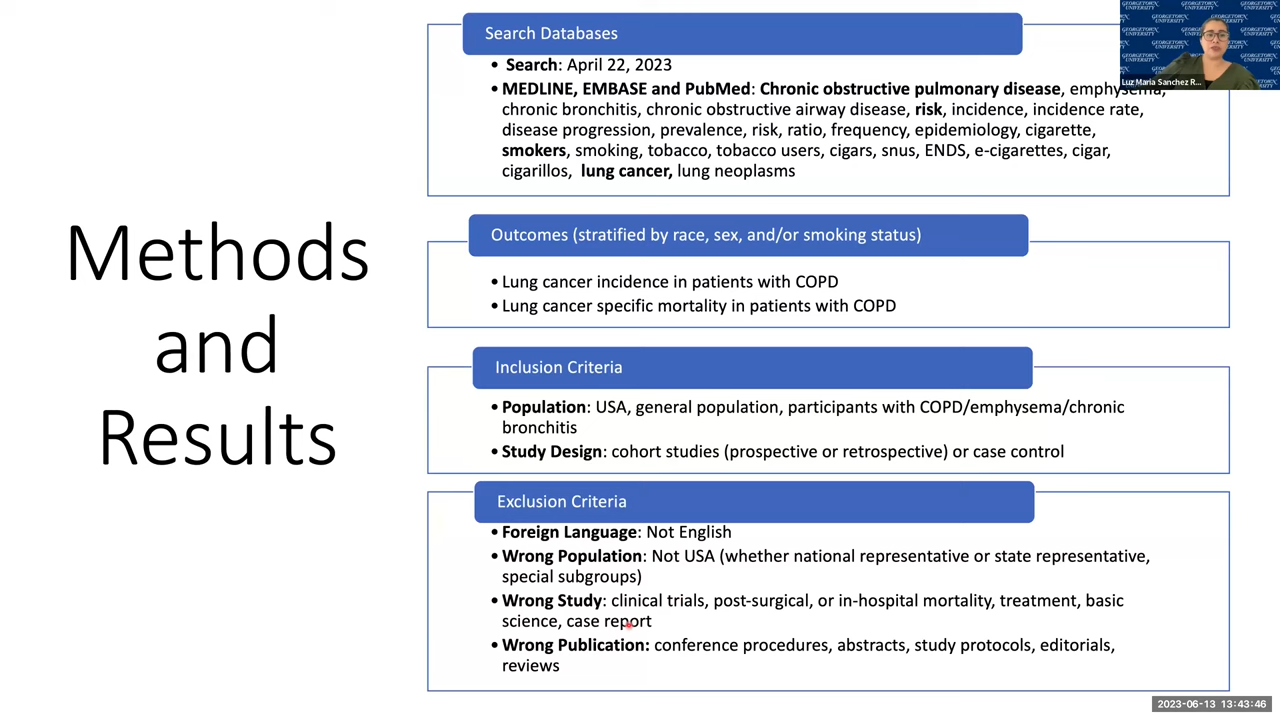 Methods
and
Results
Search Databases
• Search: April 22, 2023
• MEDLINE, EMBASE and PubMed: Chronic obstructive pulmonary disease, emphysema,
chronic bronchitis, chronic obstructive airway disease, risk, incidence, incidence rate,
disease progression, prevalence, risk, ratio, frequency, epidemiology, cigarette,
smokers, smoking, tobacco, tobacco users, cigars, snus, ENDS, e-cigarettes, cigar,
cigarillos, lung cancer, lung neoplasms
Outcomes (stratified by race, sex, and/or smoking status)
• Lung cancer incidence in patients with COPD
• Lung cancer specific mortality in patients with COPD
Inclusion Criteria
• Population: USA, general population, participants with COPD/emphysema/chronic
bronchitis
• Study Design: cohort studies (prospective or retrospective) or case control
Exclusion Criteria
• Foreign Language: Not English
• Wrong Population: Not USA (whether national representative or state representative,
special subgroups)
• Wrong Study: clinical trials, post-surgical, or in-hospital mortality, treatment, basic
science, case report
• Wrong Publication: conference procedures, abstracts, study protocols, editorials,
reviews
GEORGETOWN
UNIVERSITY
Luz Maria Sanchez R...
2023-06-13 13:43:46